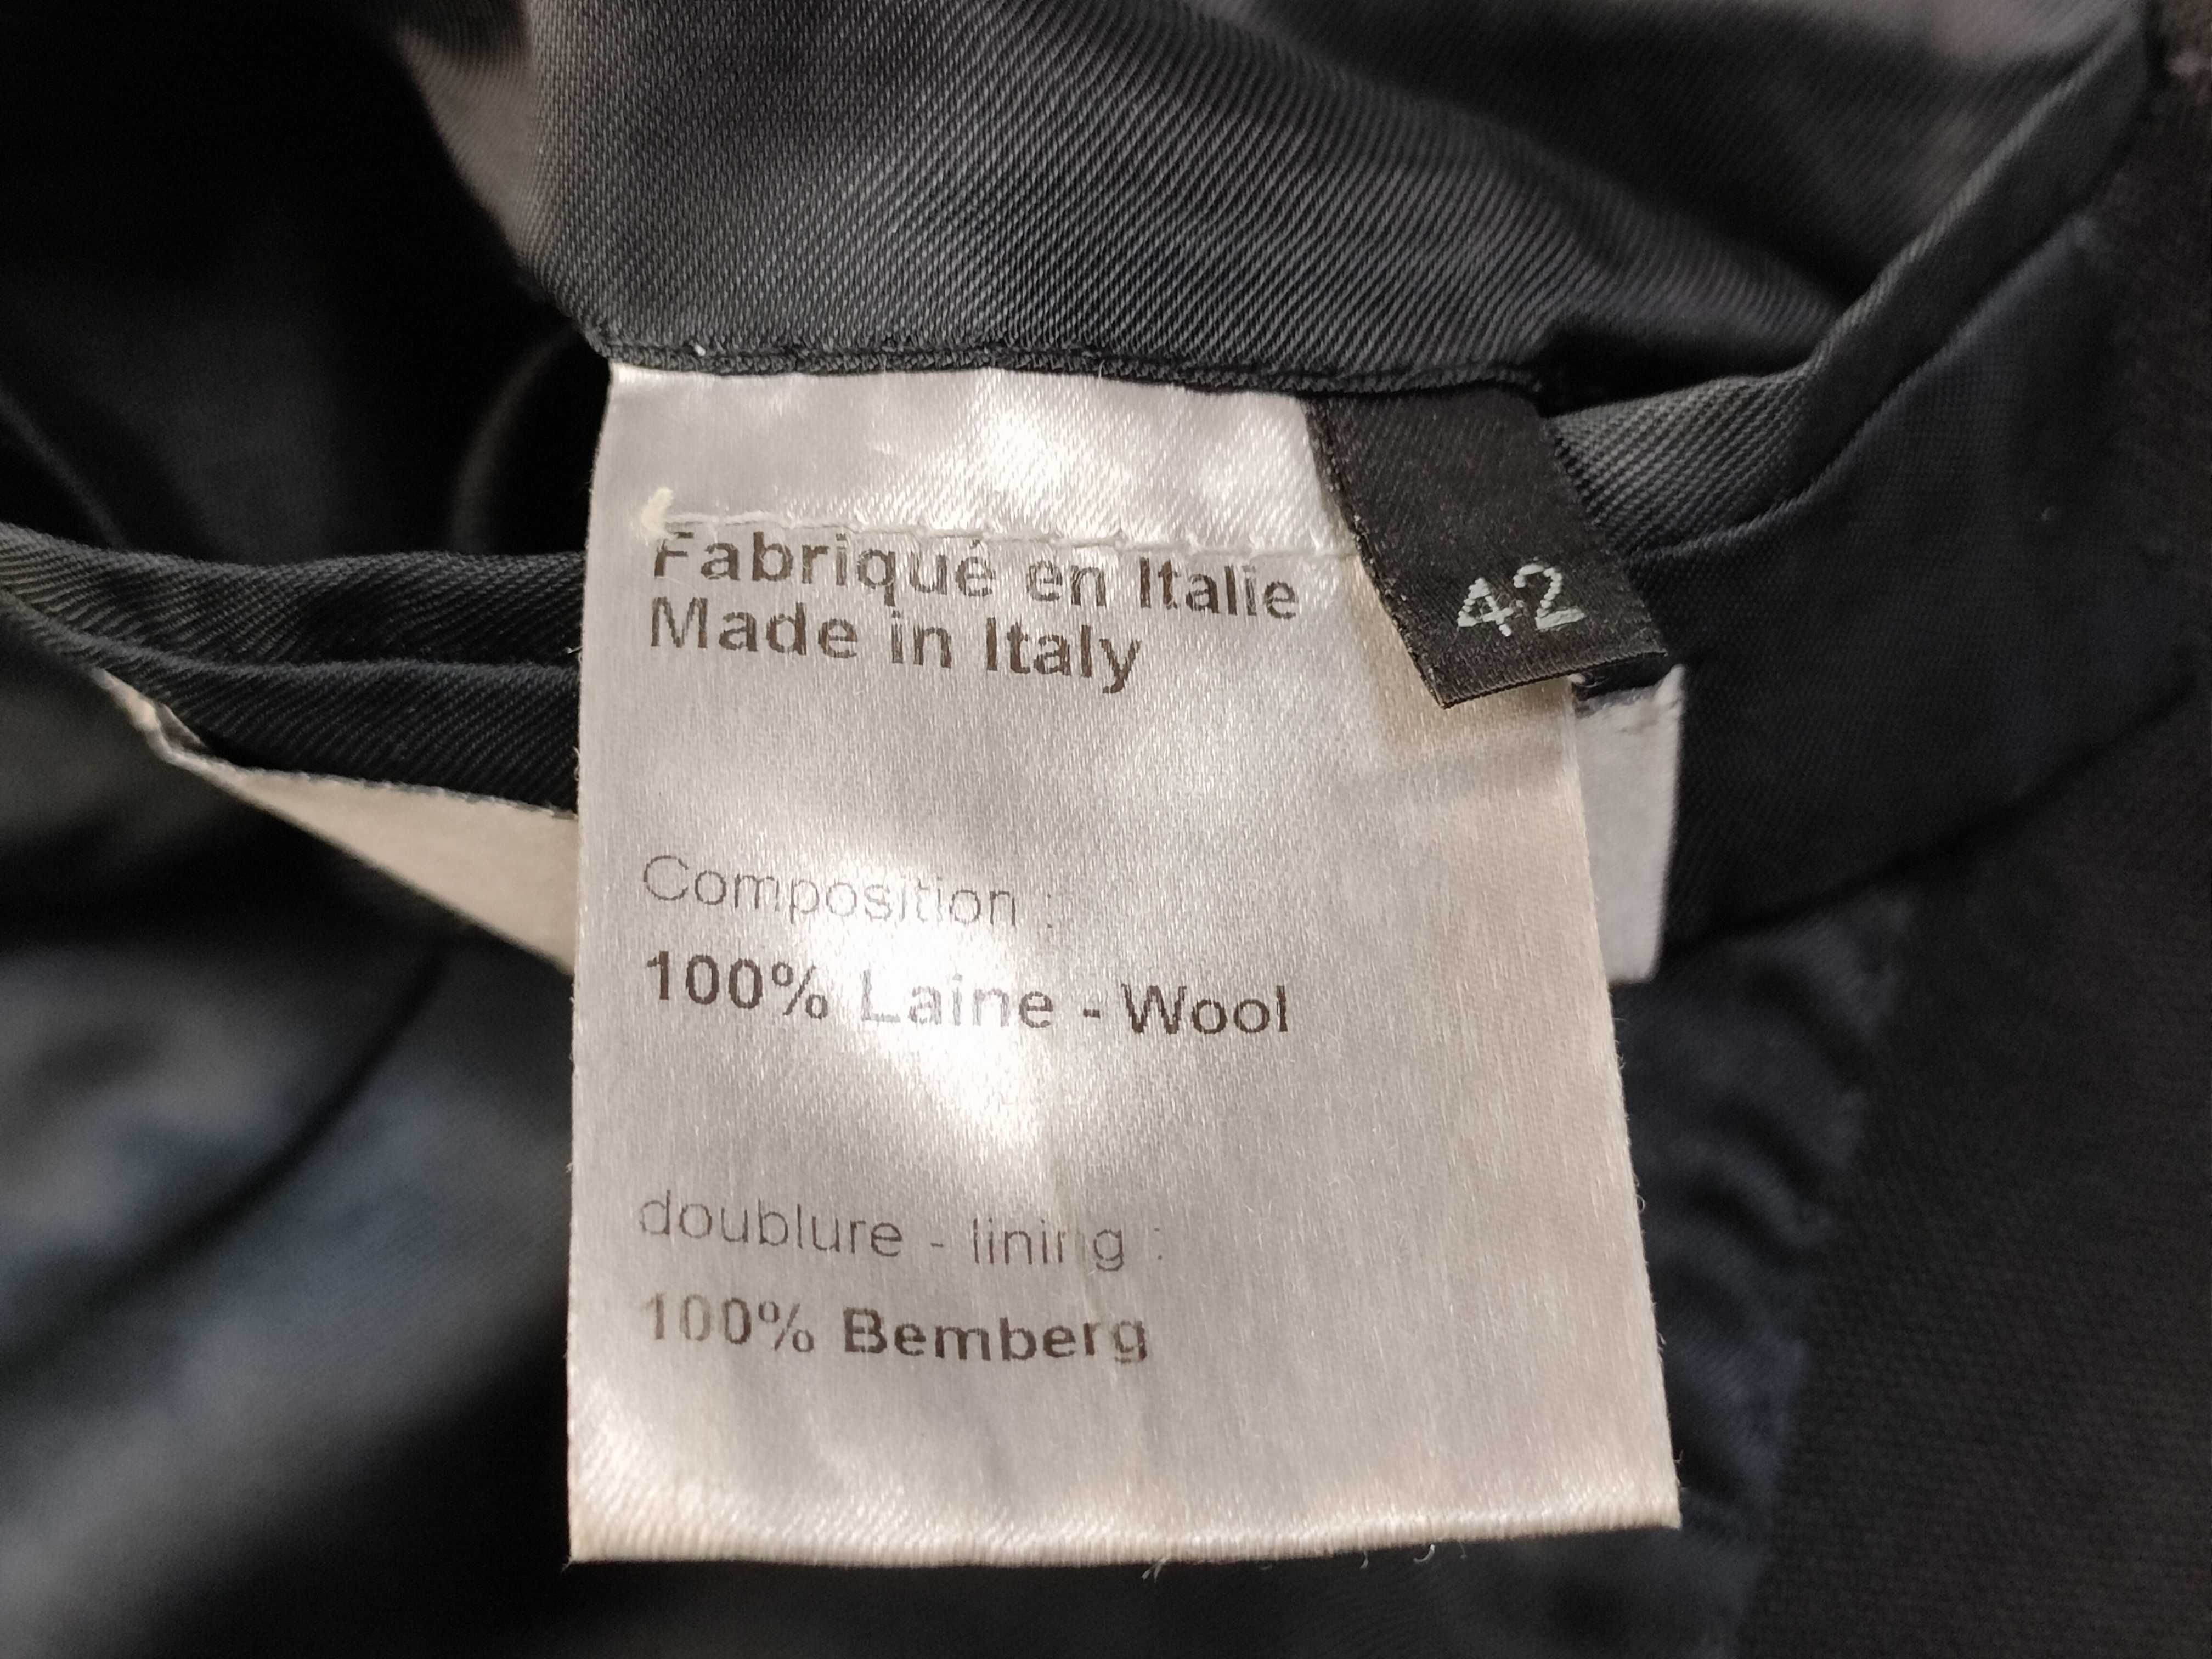 Fabriqué en Italie
Made in Italy
42
Composition :
100% Laine - Wool
doublure - lining :
100% Bemberg